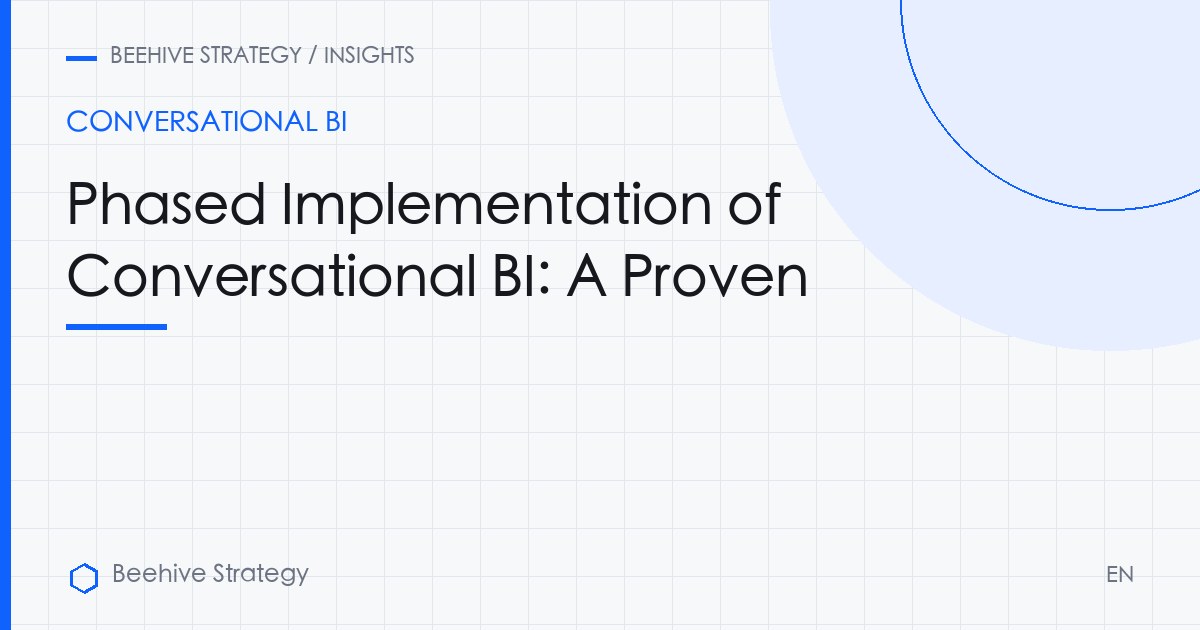 BEEHIVE STRATEGY / INSIGHTS
CONVERSATIONAL BI
Phased Implementation of
Conversational BI: A Proven
Beehive Strategy
EN